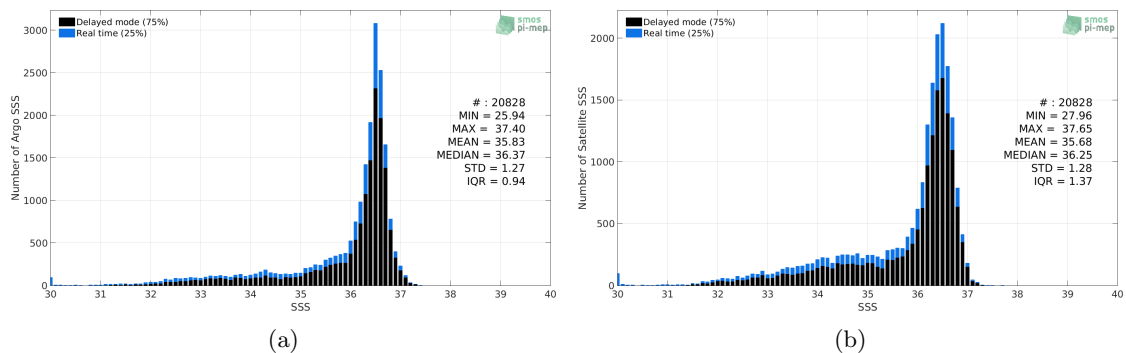 Delayed mode (75%)
Real time (25%)
smos
pi-mep
3000
2500
2000
1500
1000
500
0
Number of Argo SSS
# : 20828
MIN = 25.94
MAX = 37.40
MEAN = 35.83
MEDIAN = 36.37
STD = 1.27
IQR = 0.94
30 31 32 33 34 35 36 37 38 39 40
SSS
(a)
Delayed mode (75%)
Real time (25%)
smos
pi-mep
2000
1500
1000
500
0
Number of Satellite SSS
# : 20828
MIN = 27.96
MAX = 37.65
MEAN = 35.68
MEDIAN = 36.25
STD = 1.28
IQR = 1.37
30 31 32 33 34 35 36 37 38 39 40
SSS
(b)